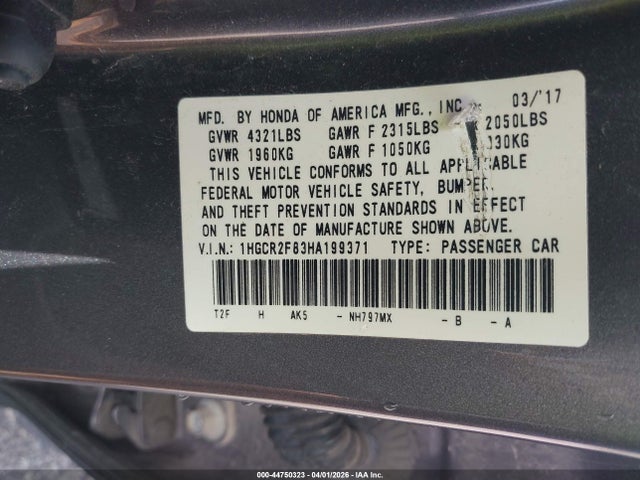 MFD. BY HONDA OF AMERICA MFG., INC. 03/'17
GVWR 4321LBS GAWR F 2315LBS 2050LBS
GVWR 1960KG GAWR F 1050KG 030KG
THIS VEHICLE CONFORMS TO ALL APPLICABLE
FEDERAL MOTOR VEHICLE SAFETY, BUMPER,
AND THEFT PREVENTION STANDARDS IN EFFECT
ON THE DATE OF MANUFACTURE SHOWN ABOVE.
V.I.N.: 1HGCR2F83HA199371 TYPE: PASSENGER CAR
T2F H AK5 - NH797MX - B - A
000-44750323 - 04/01/2026 - IAA Inc.